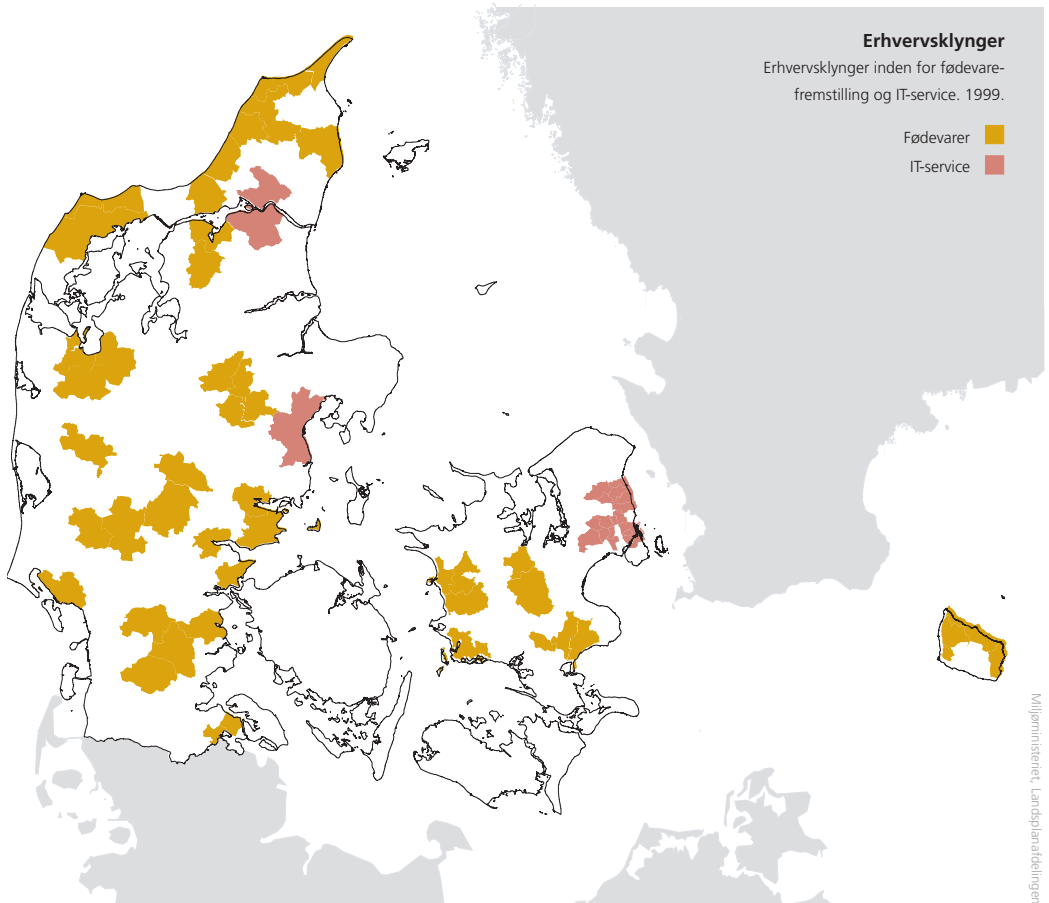 Erhvervsklynger
Erhvervsklynger inden for fødevare-
fremstilling og IT-service. 1999.
Fødevarer
IT-service
Miljøministeriet, Landsplanafdelingen